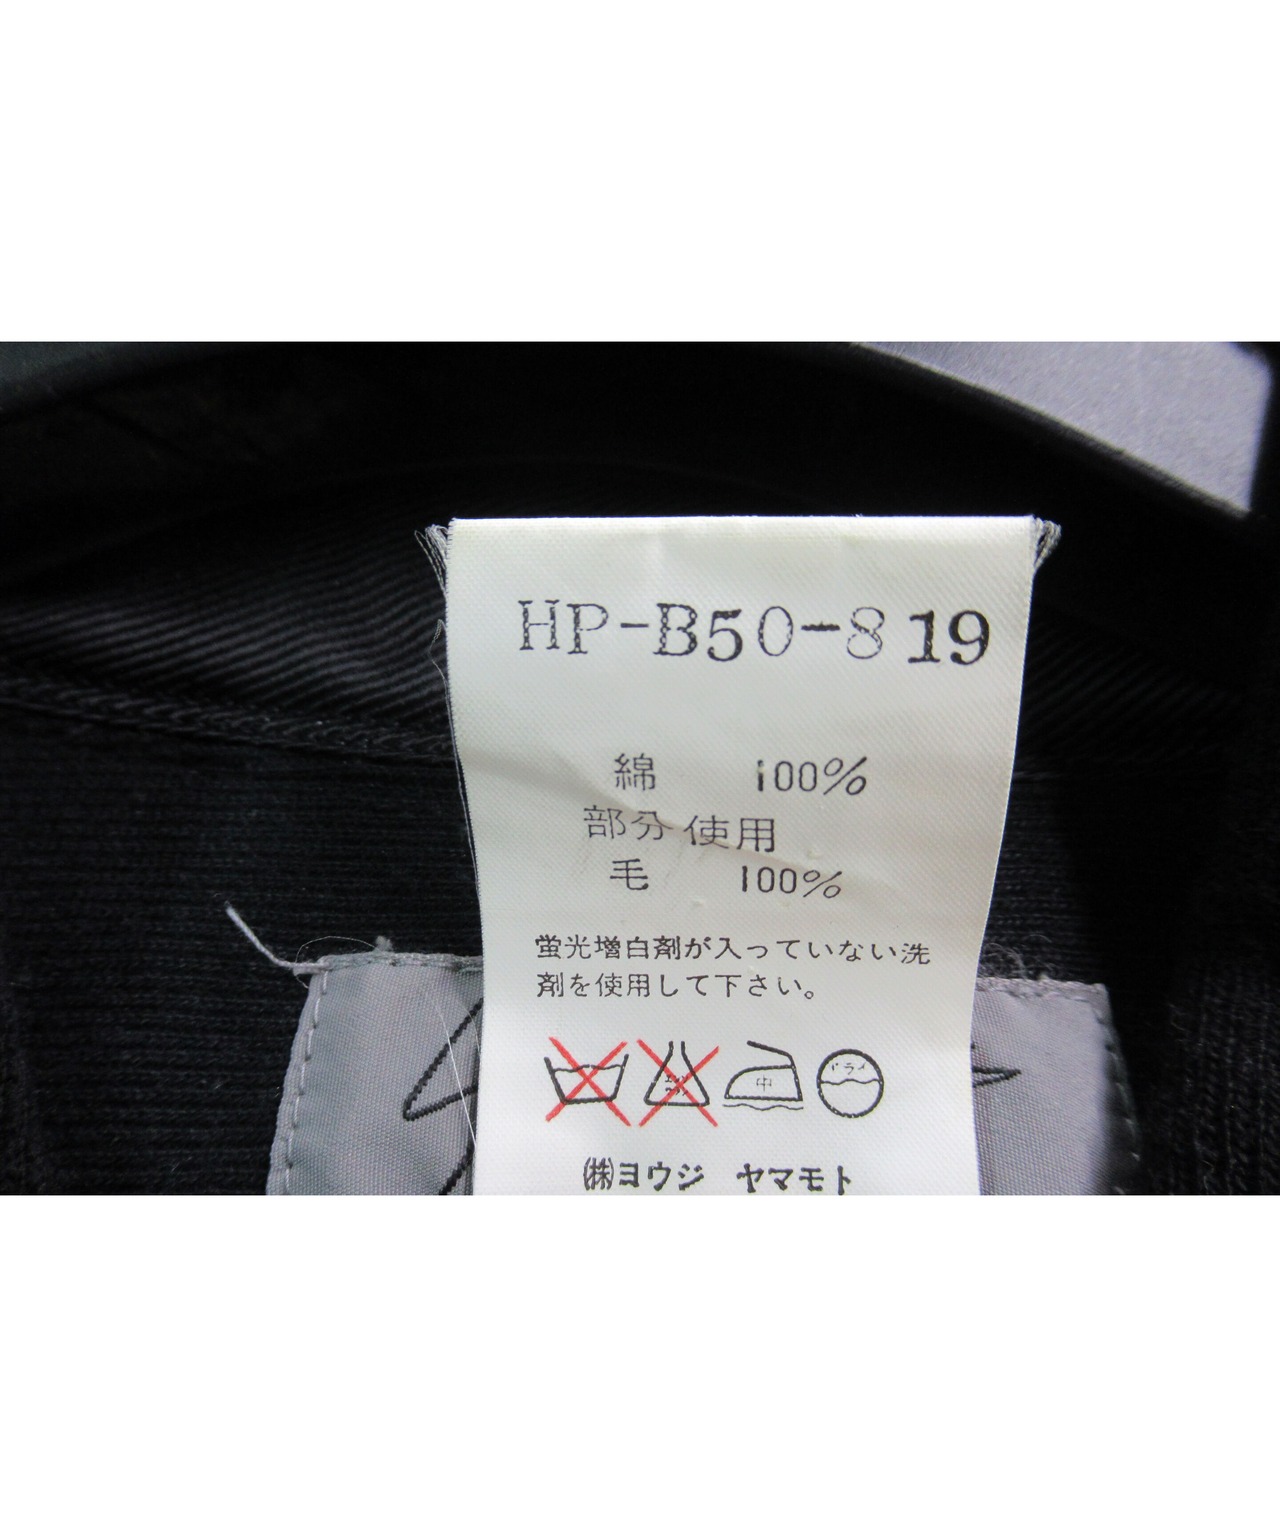 HP-B50-819
綿 100%
部分使用
毛 100%
蛍光増白剤が入っていない洗
剤を使用して下さい。
中 ドライ
㈱ヨウジ ヤマモト